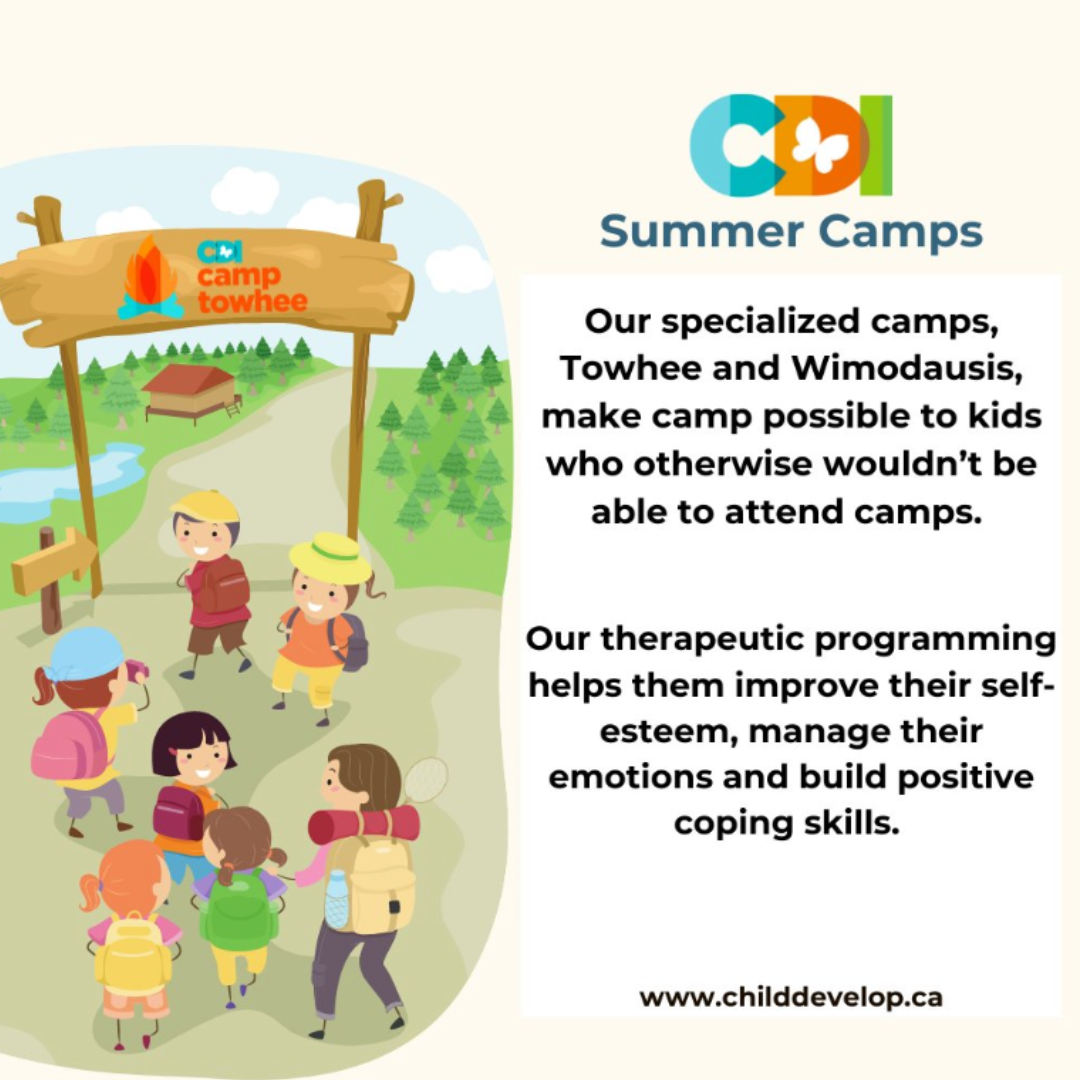 CDI
camp
towhee
CDI
Summer Camps
Our specialized camps,
Towhee and Wimodausis,
make camp possible to kids
who otherwise wouldn’t be
able to attend camps.
Our therapeutic programming
helps them improve their self-
esteem, manage their
emotions and build positive
coping skills.
www.childdevelop.ca